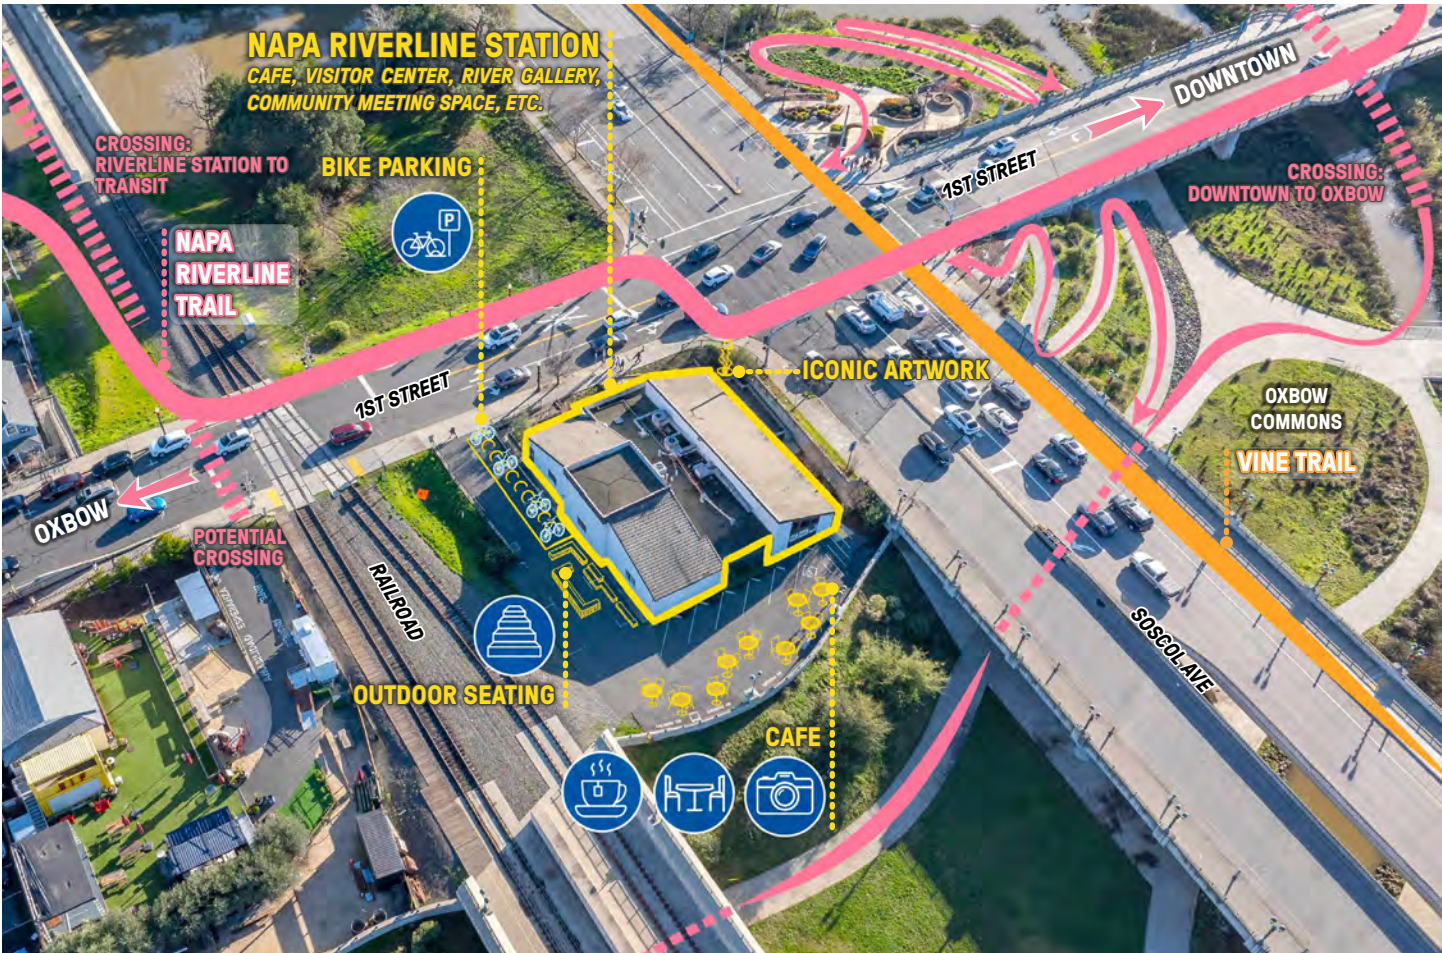 NAPA RIVERLINE STATION
CAFE, VISITOR CENTER, RIVER GALLERY,
COMMUNITY MEETING SPACE, ETC.
DOWNTOWN
CROSSING:
RIVERLINE STATION TO
TRANSIT
BIKE PARKING
P
1ST STREET
CROSSING:
DOWNTOWN TO OXBOW
NAPA
RIVERLINE
TRAIL
ICONIC ARTWORK
1ST STREET
OXBOW
COMMONS
VINE TRAIL
OXBOW
POTENTIAL
CROSSING
RAILROAD
SOSCOL AVE
OUTDOOR SEATING
CAFE